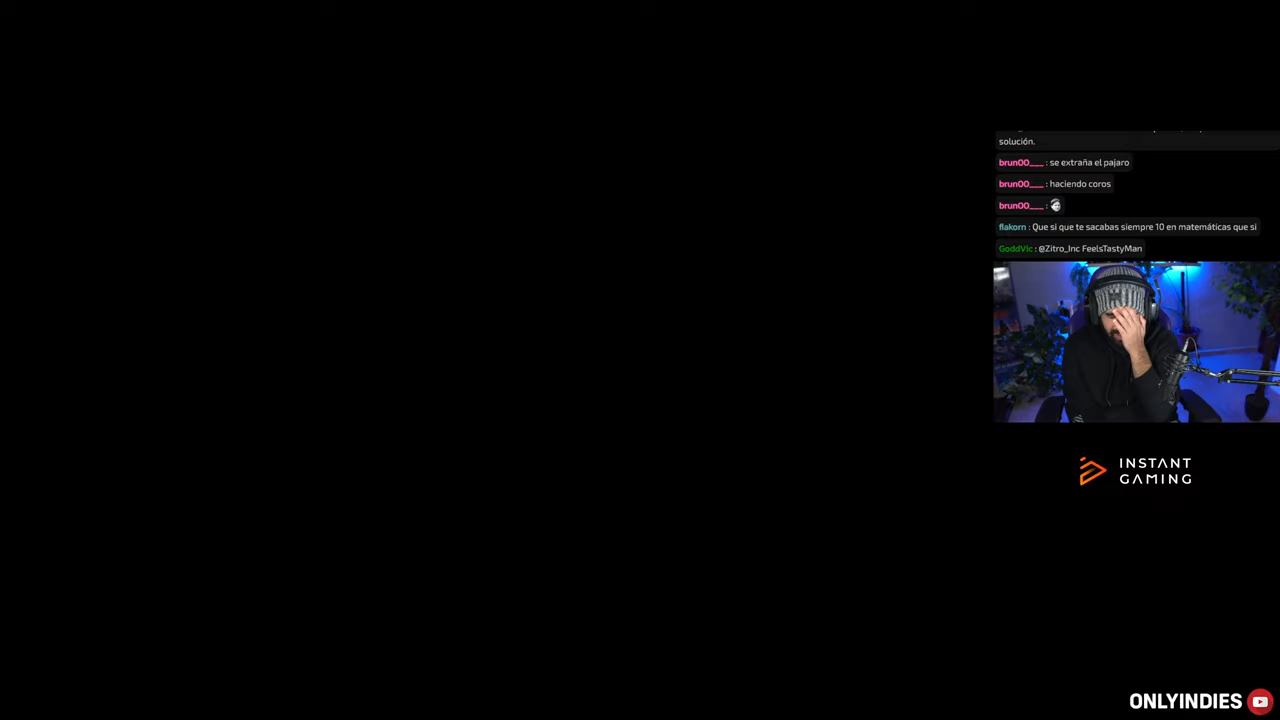 solución.
brun00___ : se extraña el pajaro
brun00___ : haciendo coros
brun00___ :
flakorn : Que si que te sacabas siempre 10 en matemáticas que si
GoddVic : @Zitro_Inc FeelsTastyMan
INSTANT
GAMING
ONLYINDIES